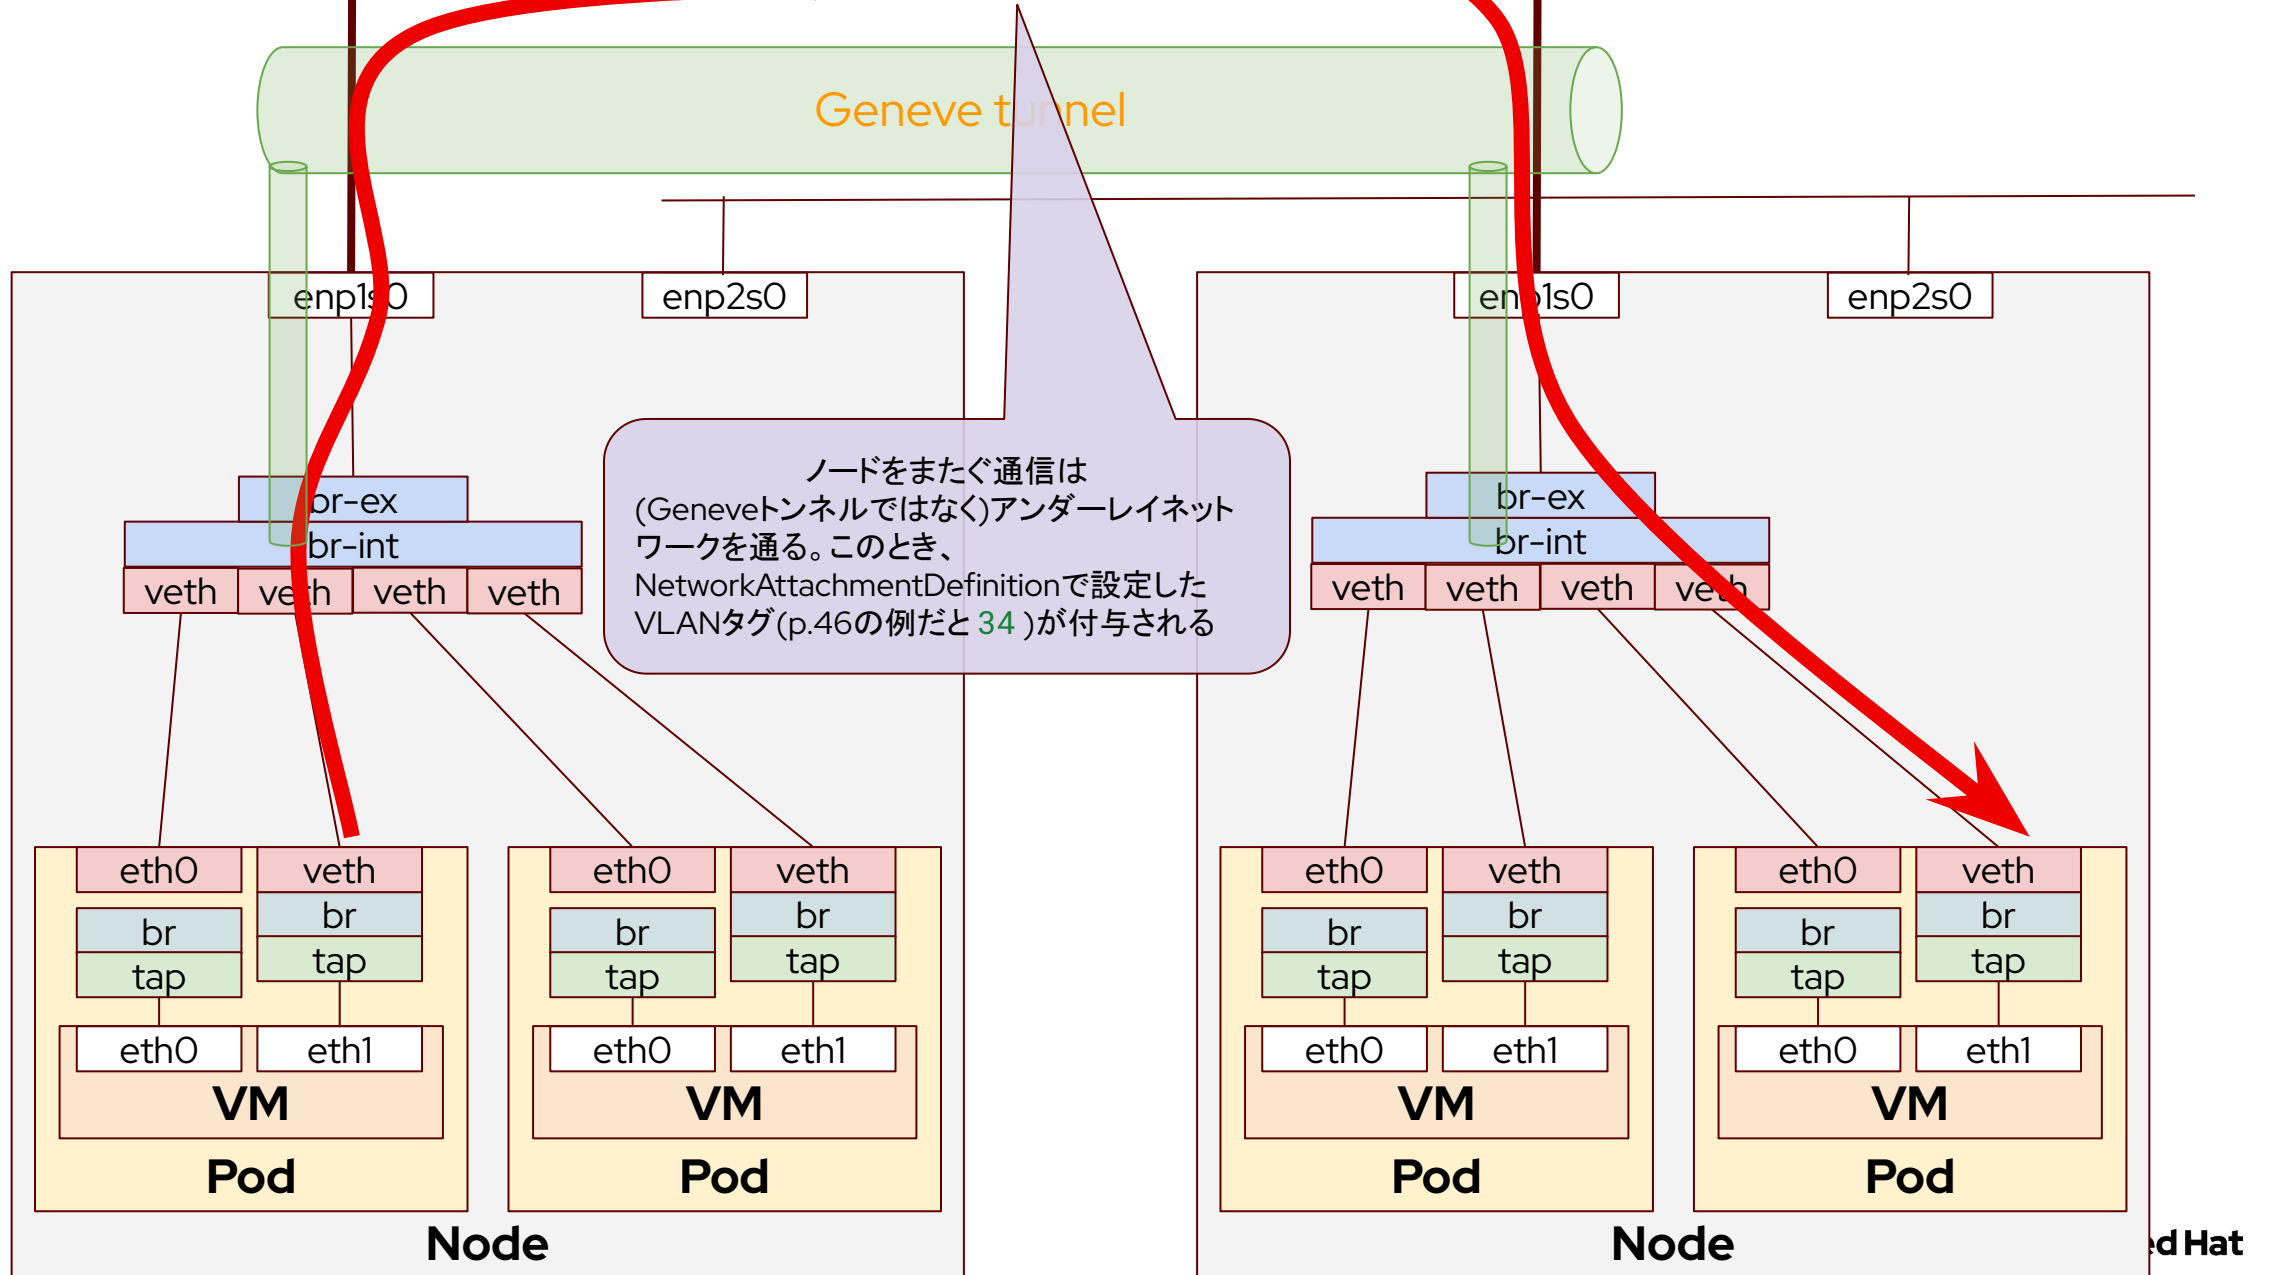 Geneve tunnel
enp1s0
enp2s0
enp1s0
enp2s0
ノードをまたぐ通信は
(Geneveトンネルではなく)アンダーレイネット
ワークを通る。このとき、
NetworkAttachmentDefinitionで設定した
VLANタグ(p.46の例だと 34 )が付与される
br-ex
br-int
veth veth veth veth
br-ex
br-int
veth veth veth veth
eth0 veth
br br
tap tap
eth0 eth1
VM
Pod
eth0 veth
br br
tap tap
eth0 eth1
VM
Pod
Node
eth0 veth
br br
tap tap
eth0 eth1
VM
Pod
eth0 veth
br br
tap tap
eth0 eth1
VM
Pod
Node
ed Hat